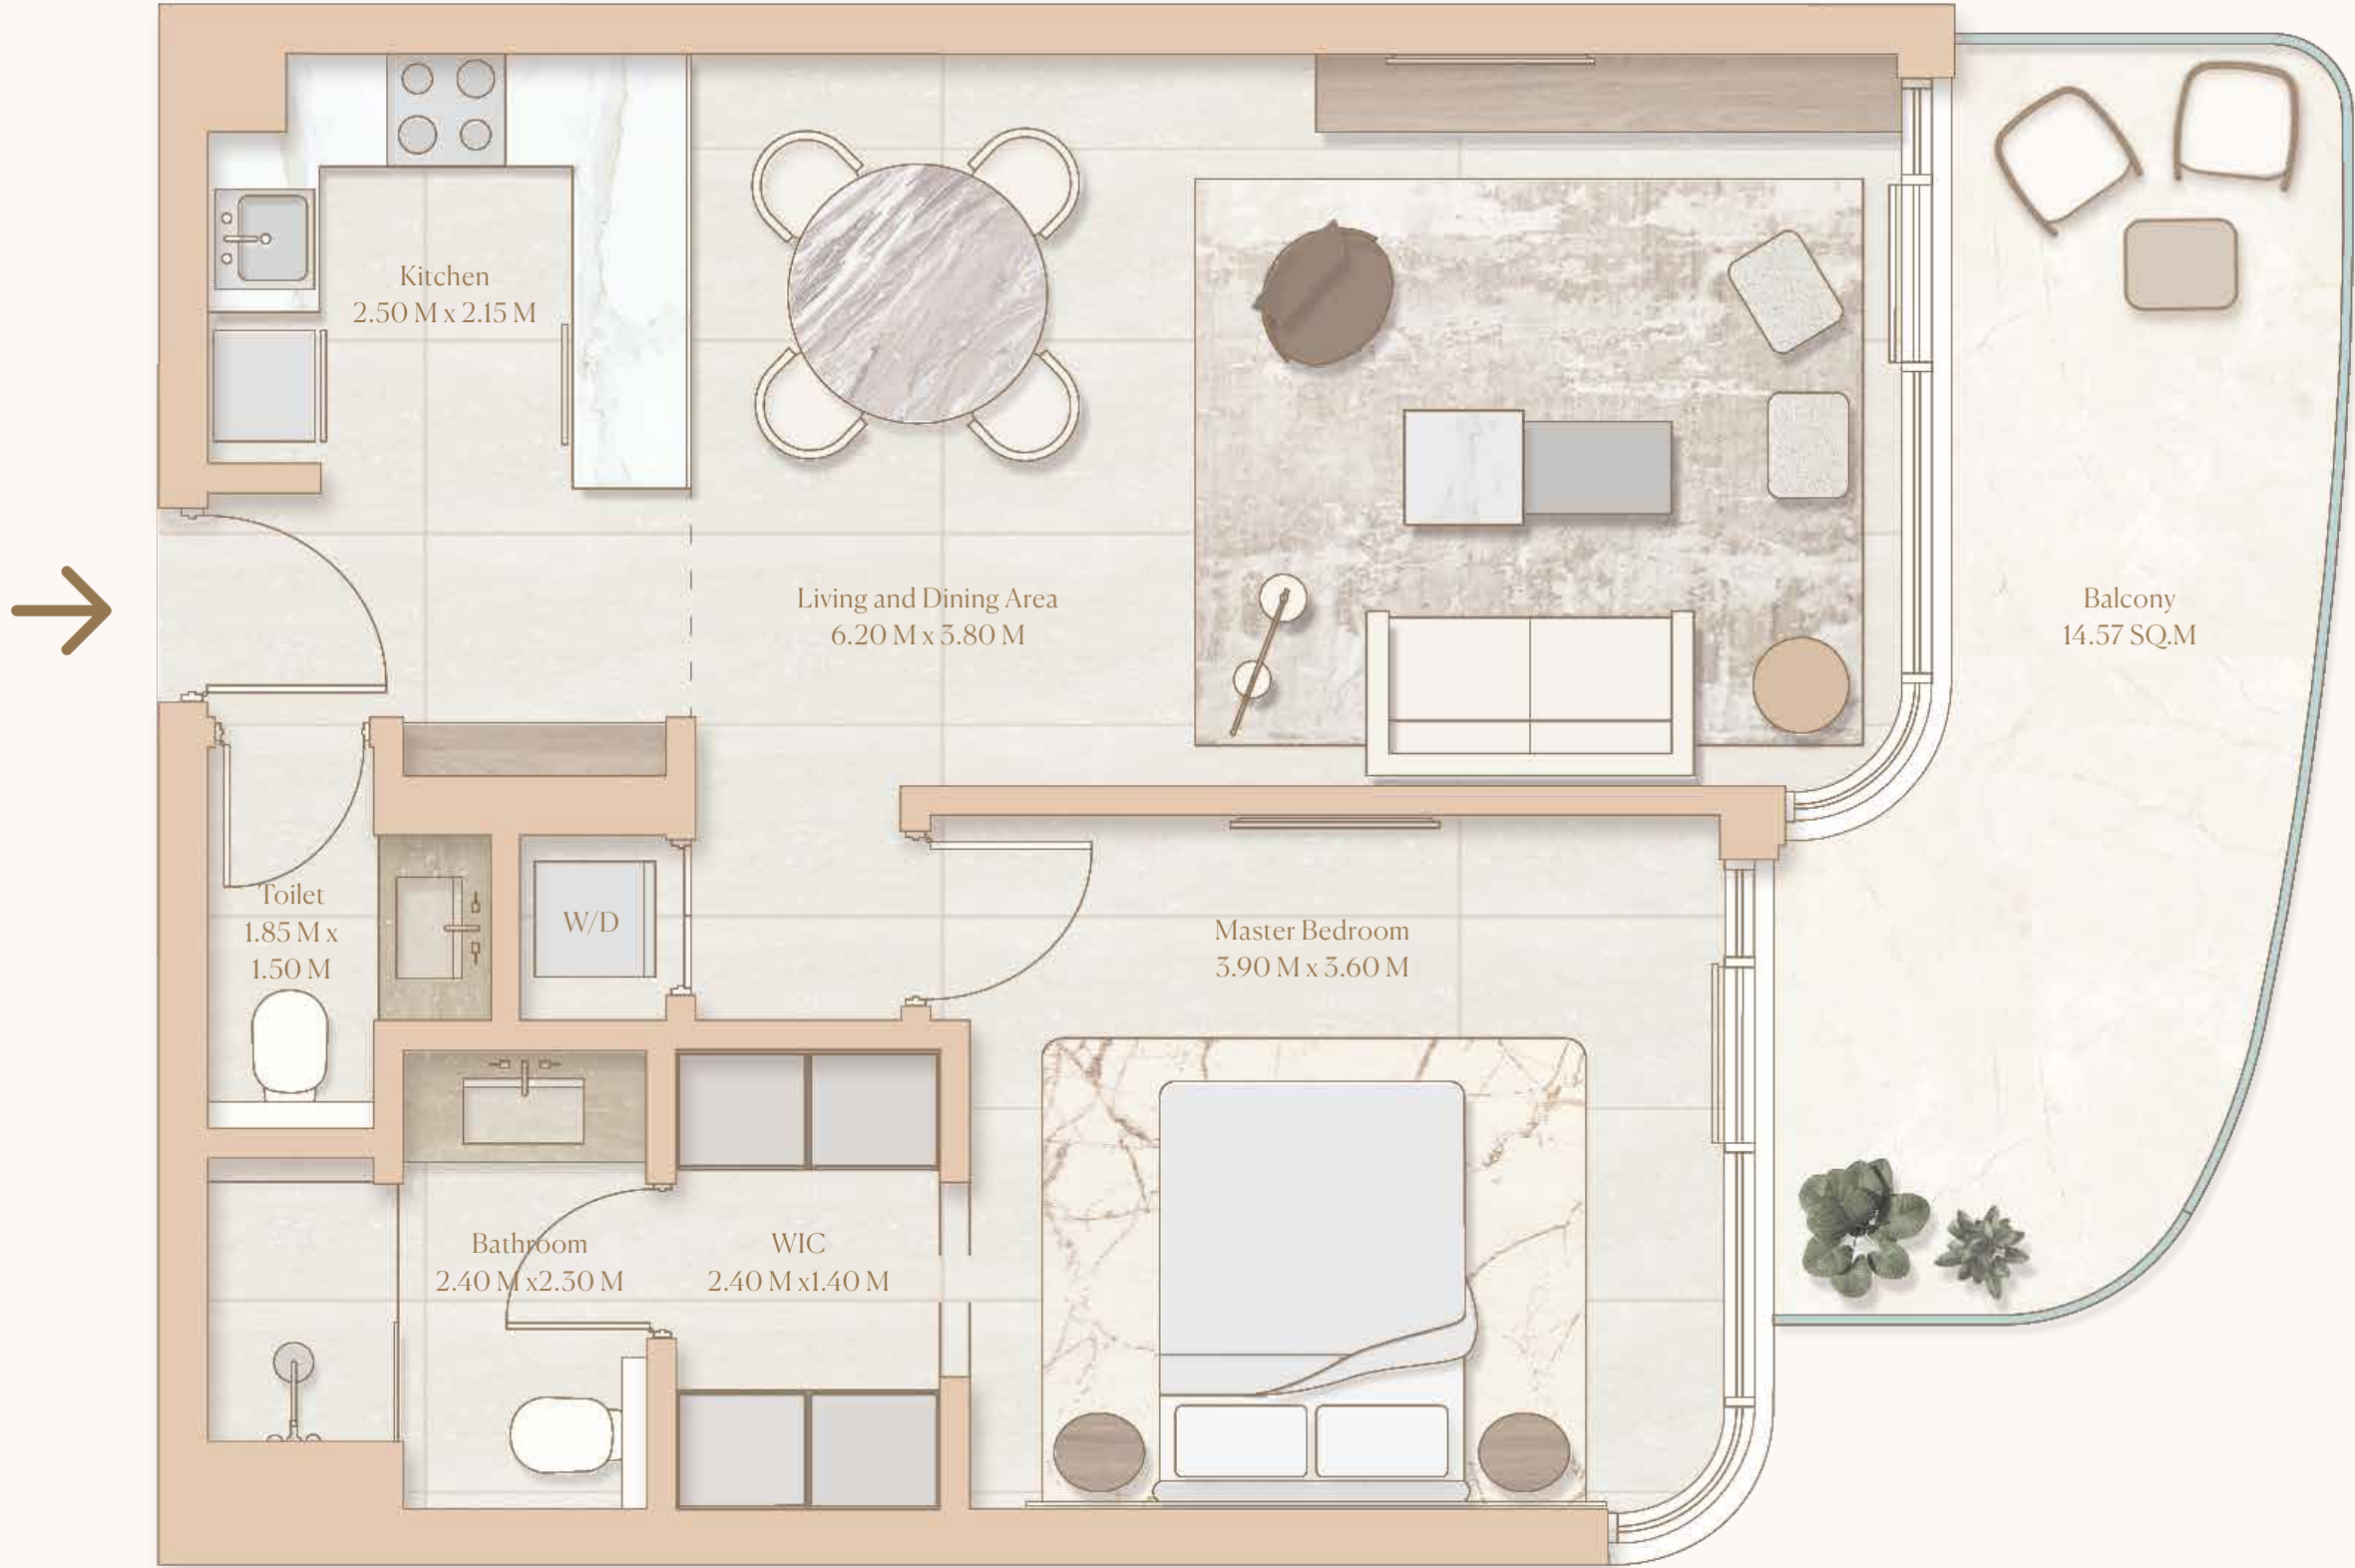 Kitchen
2.50 M x 2.15 M
Living and Dining Area
6.20 M x 3.80 M
Balcony
14.57 SQ.M
Toilet
1.85 M x
1.50 M
W/D
Master Bedroom
3.90 M x 3.60 M
Bathroom
2.40 M x2.30 M
WIC
2.40 M x1.40 M